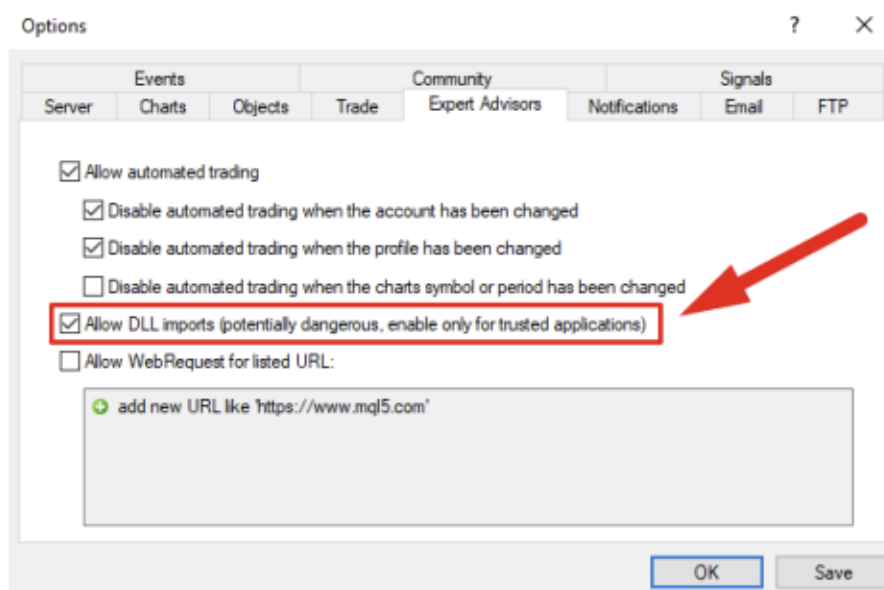 Options
?
Events Community Signals
Server Charts Objects Trade Expert Advisors Notifications Email FTP
Allow automated trading
Disable automated trading when the account has been changed
Disable automated trading when the profile has been changed
Disable automated trading when the charts symbol or period has been changed
Allow DLL imports (potentially dangerous, enable only for trusted applications)
Allow WebRequest for listed URL:
add new URL like 'https://www.mql5.com'
OK Save